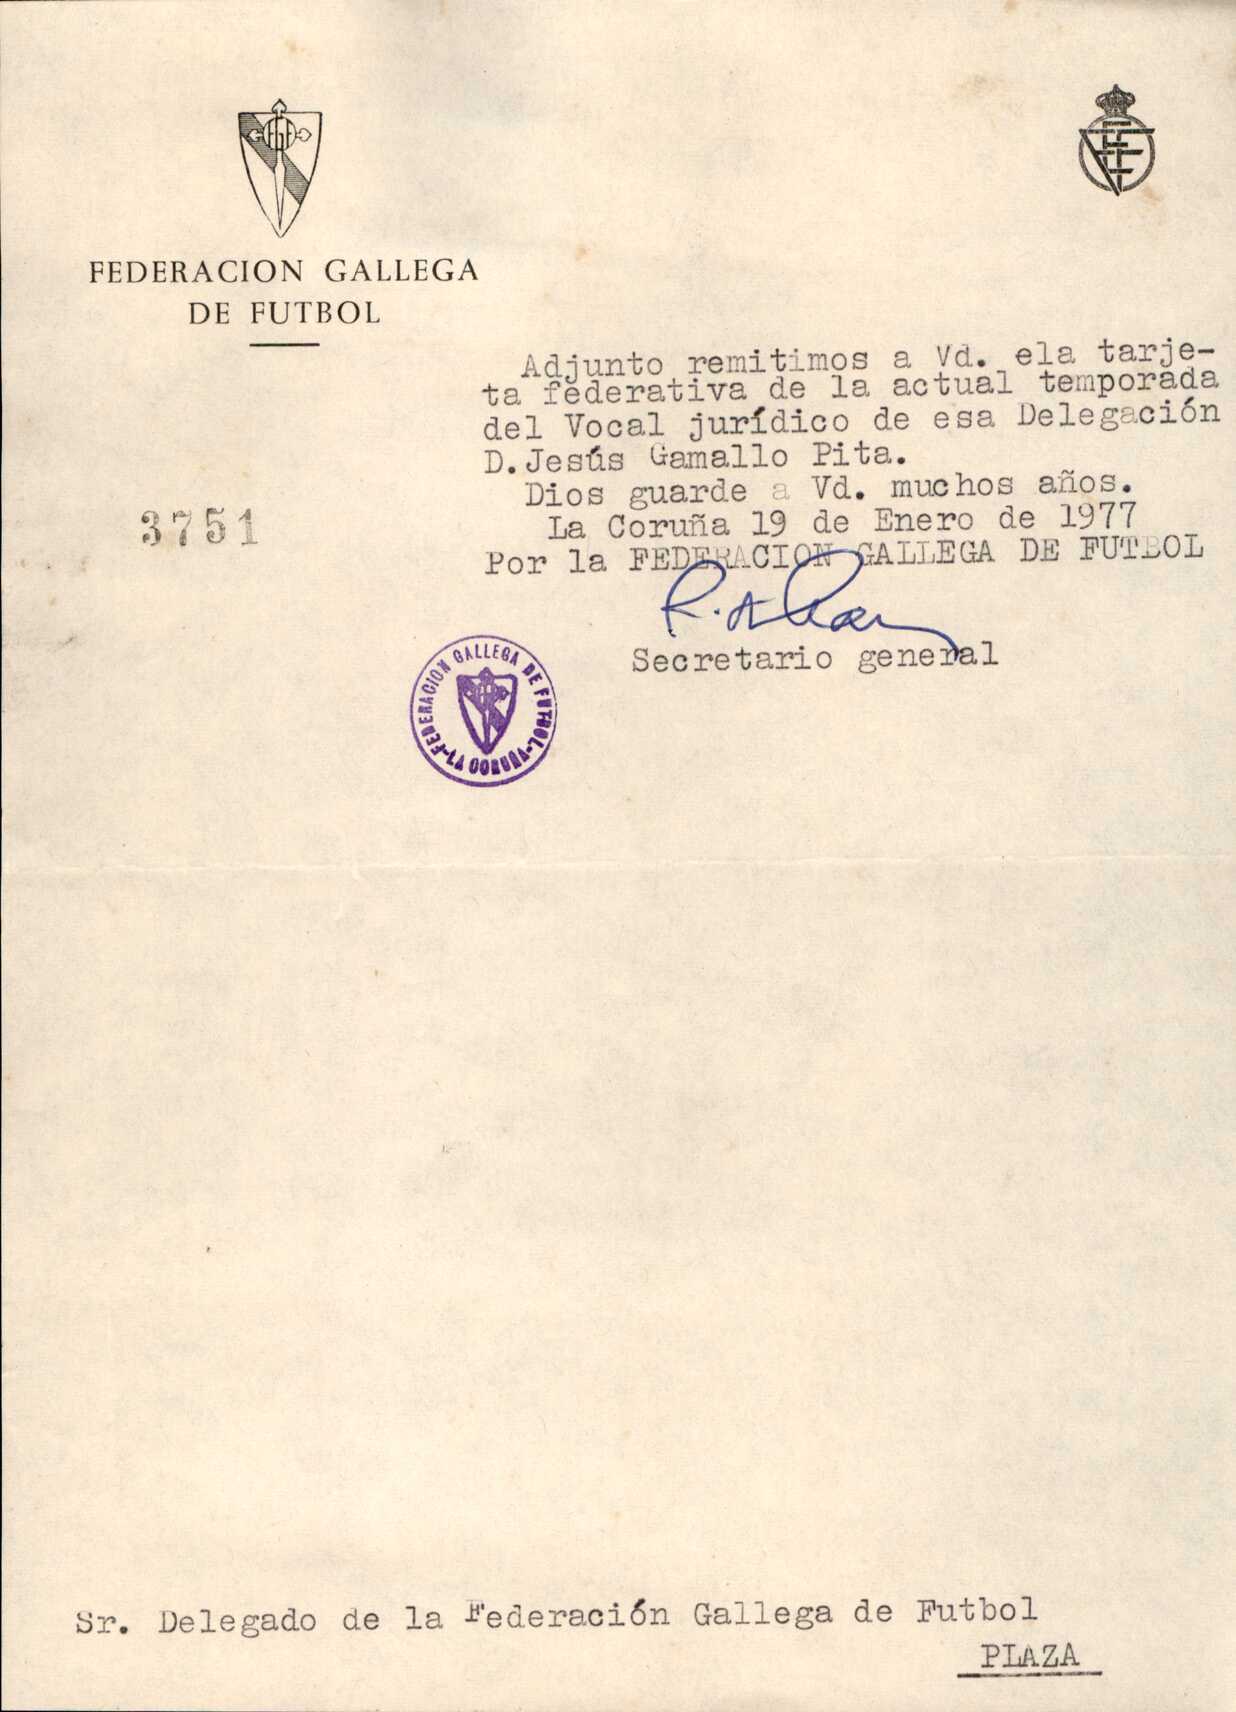 FEDERACION GALLEGA
DE FUTBOL
Adjunto remitimos a Vd. ela tarje-
ta federativa de la actual temporada
del Vocal jurídico de esa Delegación
D.Jesús Gamallo Pita.
Dios guarde a Vd. muchos años.
La Coruña 19 de Enero de 1977
Por la FEDERACION GALLEGA DE FUTBOL
3751
Secretario general
FEDERACION GALLEGA DE FUTBOL-LA CORUÑA-
Sr. Delegado de la Federación Gallega de Futbol
PLAZA